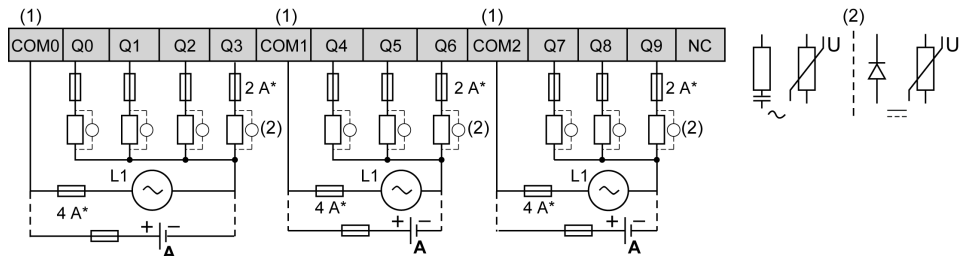 (1) (1) (1) (2)
COM0 Q0 Q1 Q2 Q3 COM1 Q4 Q5 Q6 COM2 Q7 Q8 Q9 NC
U U
2 A* 2 A* 2 A*
(2) (2) (2)
L1 L1 L1
4 A* 4 A* 4 A*
+ − + − + −
A A A